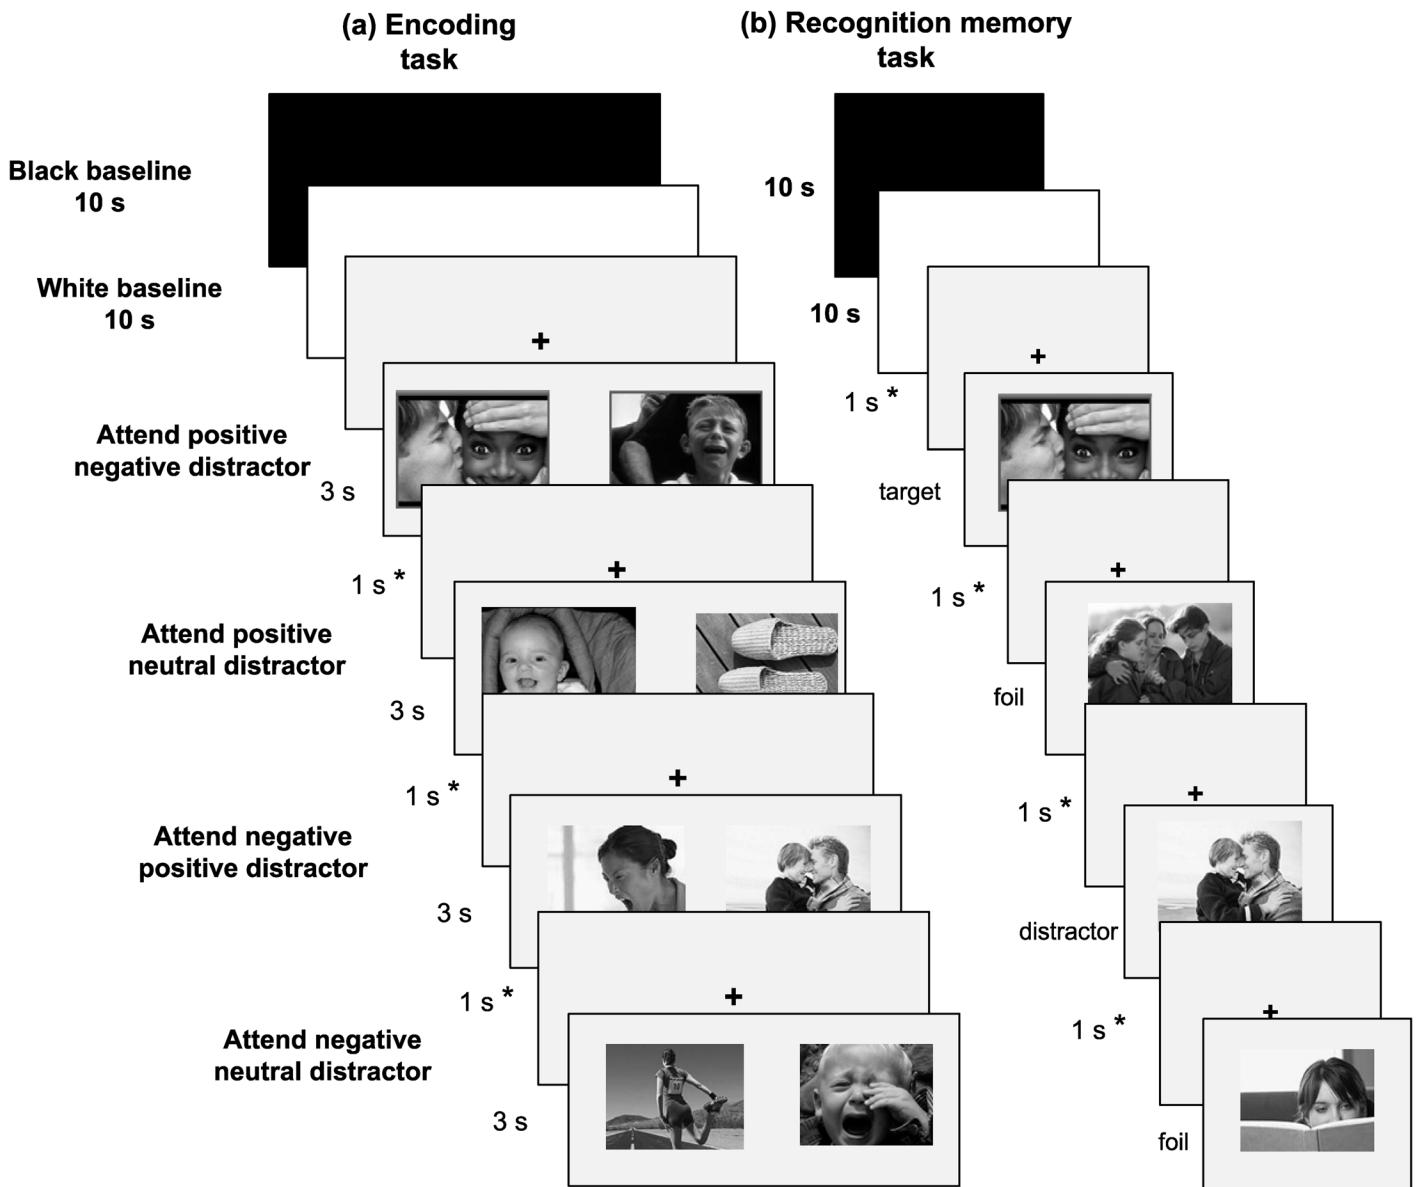 (a) Encoding
task
(b) Recognition memory
task
Black baseline
10 s
White baseline
10 s
Attend positive
negative distractor
3 s
1 s *
Attend positive
neutral distractor
3 s
1 s *
Attend negative
positive distractor
3 s
1 s *
Attend negative
neutral distractor
3 s
10 s
10 s
1 s *
target
1 s *
foil
1 s *
distractor
1 s *
foil